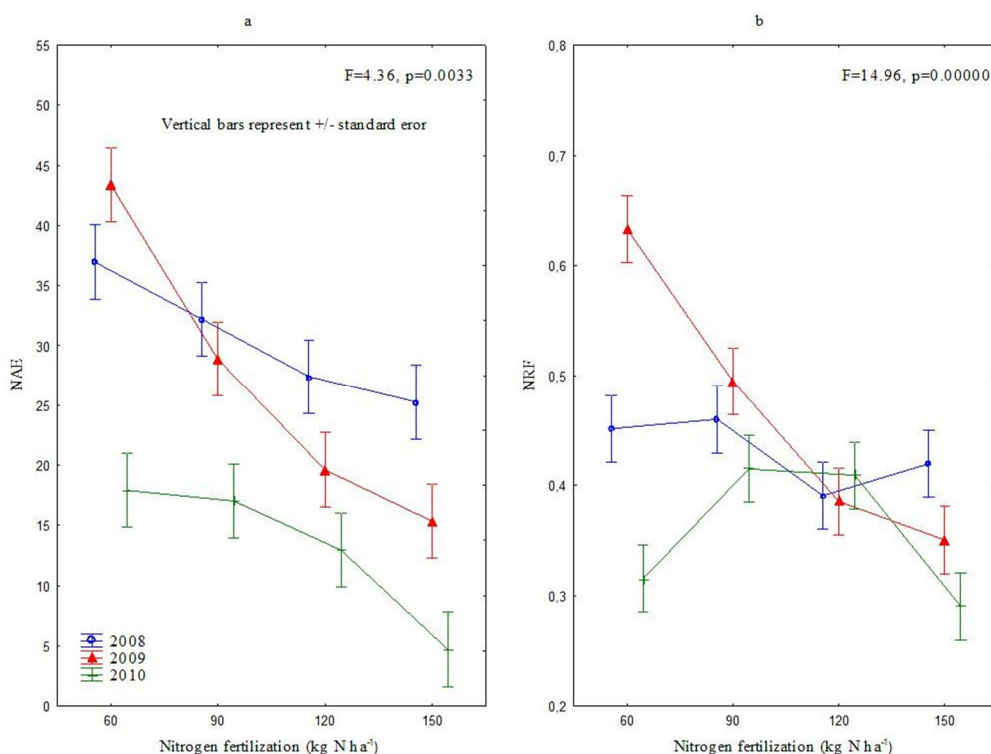 a
55
50
45
40
35
30
25
20
15
10
5
0
NAE
F=4.36, p=0.0033
Vertical bars represent +/- standard eror
2008
2009
2010
60 90 120 150
Nitrogen fertilization (kg N ha⁻¹)
b
0,8
0,7
0,6
0,5
0,4
0,3
0,2
NRF
F=14.96, p=0.00000
60 90 120 150
Nitrogen fertilization (kg N ha⁻¹)